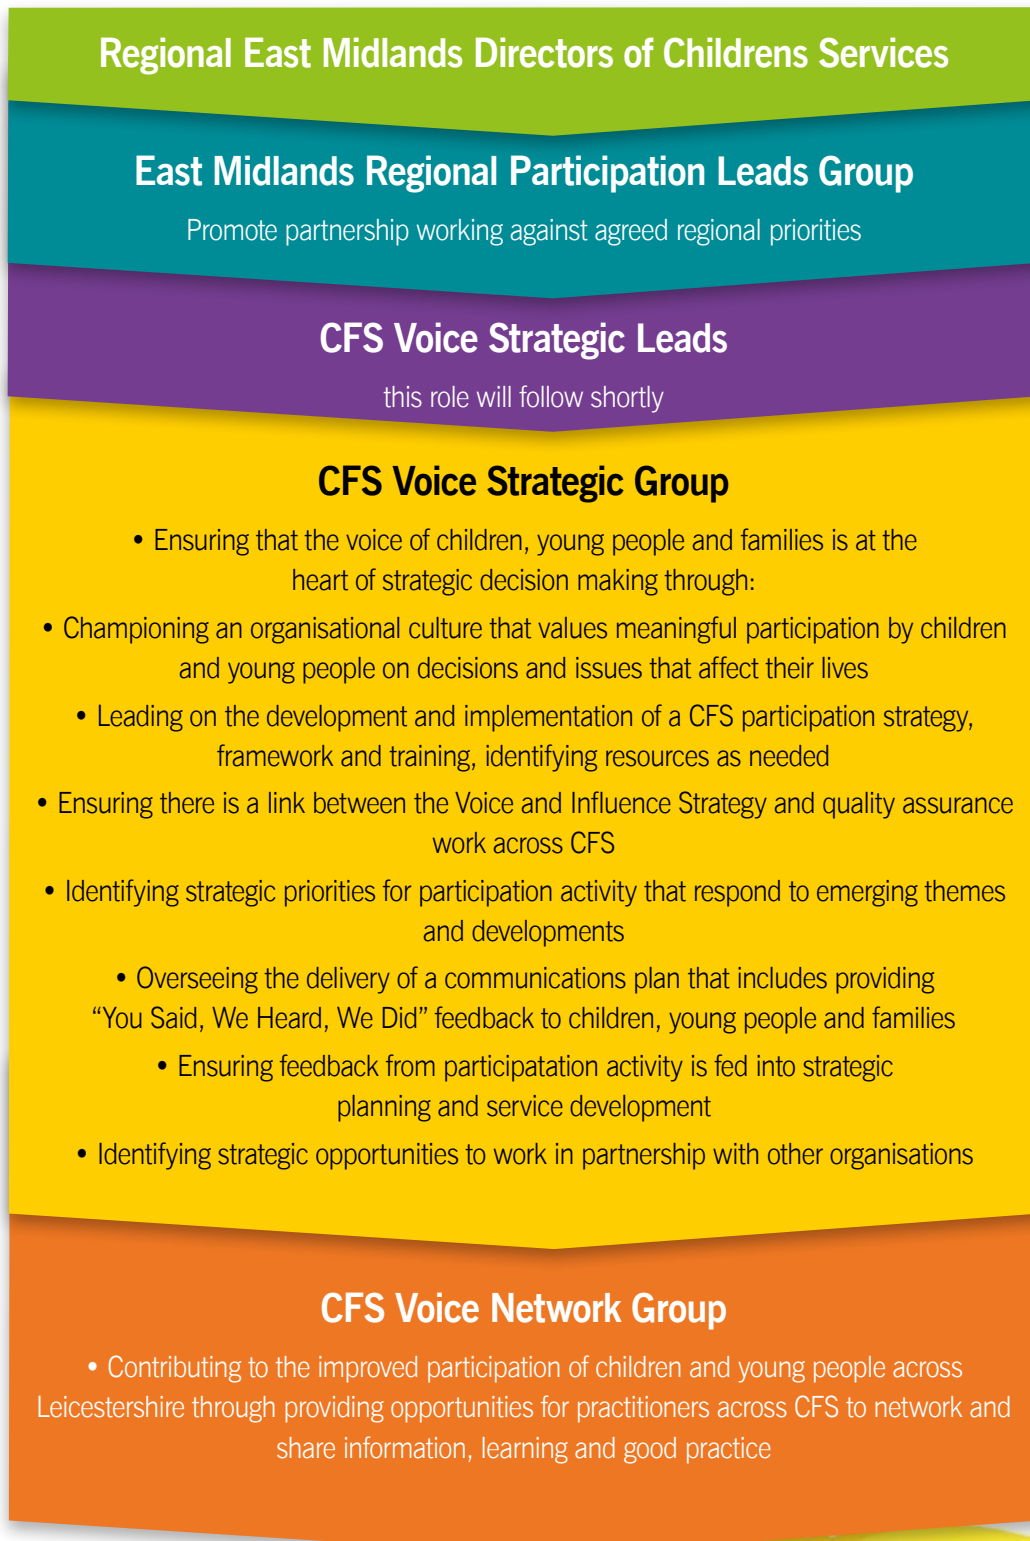 Regional East Midlands Directors of Childrens Services
East Midlands Regional Participation Leads Group
Promote partnership working against agreed regional priorities
CFS Voice Strategic Leads
this role will follow shortly
CFS Voice Strategic Group
• Ensuring that the voice of children, young people and families is at the
heart of strategic decision making through:
• Championing an organisational culture that values meaningful participation by children
and young people on decisions and issues that affect their lives
• Leading on the development and implementation of a CFS participation strategy,
framework and training, identifying resources as needed
• Ensuring there is a link between the Voice and Influence Strategy and quality assurance
work across CFS
• Identifying strategic priorities for participation activity that respond to emerging themes
and developments
• Overseeing the delivery of a communications plan that includes providing
“You Said, We Heard, We Did” feedback to children, young people and families
• Ensuring feedback from participatation activity is fed into strategic
planning and service development
• Identifying strategic opportunities to work in partnership with other organisations
CFS Voice Network Group
• Contributing to the improved participation of children and young people across
Leicestershire through providing opportunities for practitioners across CFS to network and
share information, learning and good practice